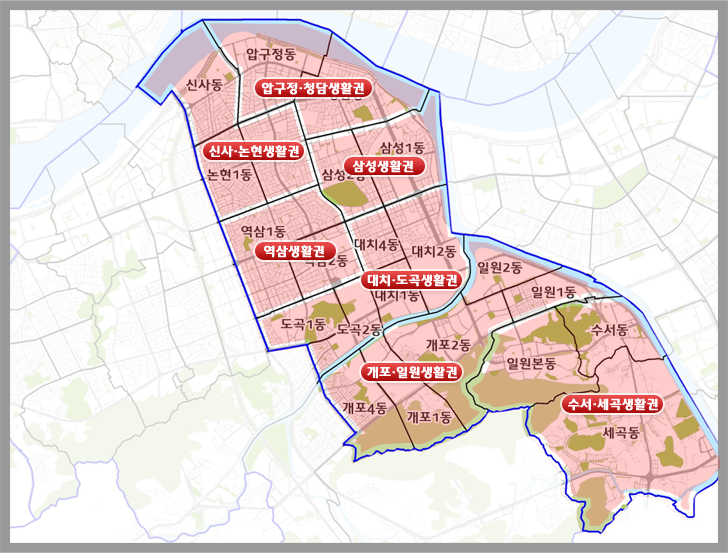 압구정동
신사동
압구정·청담생활권
신사·논현생활권
삼성1동
삼성생활권
논현1동
삼성2동
역삼1동
대치4동
역삼생활권
대치2동
역삼2동
일원2동
대치·도곡생활권
대치1동
일원1동
도곡1동
도곡2동
수서동
개포2동
일원본동
개포·일원생활권
개포4동
개포1동
수서·세곡생활권
세곡동